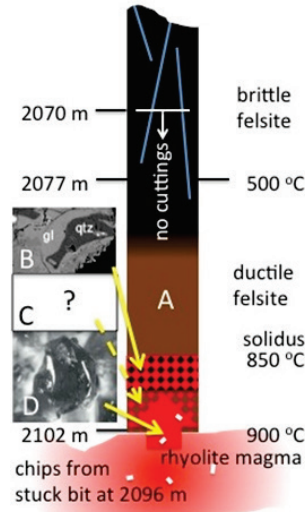 2070 m
brittle
felsite
no cuttings
2077 m
500 °C
gl
qtz
B
?
C
A
ductile
felsite
solidus
850 °C
D
2102 m
900 °C
rhyolite magma
chips from
stuck bit at 2096 m